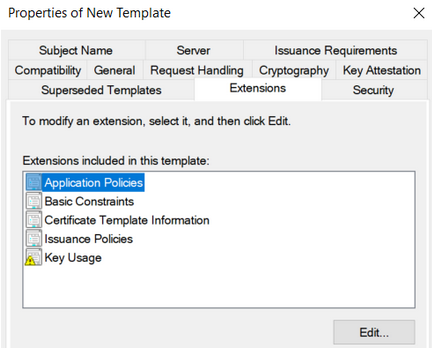 Properties of New Template
Subject Name Server Issuance Requirements
Compatibility General Request Handling Cryptography Key Attestation
Superseded Templates Extensions Security
To modify an extension, select it, and then click Edit.
Extensions included in this template:
Application Policies
Basic Constraints
Certificate Template Information
Issuance Policies
Key Usage
Edit...